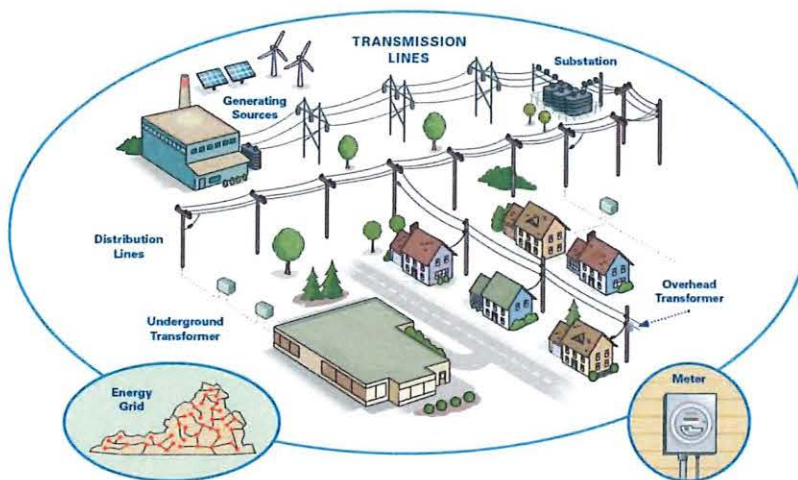 TRANSMISSION
LINES
Substation
Generating
Sources
Distribution
Lines
Overhead
Transformer
Underground
Transformer
Energy
Grid
Meter